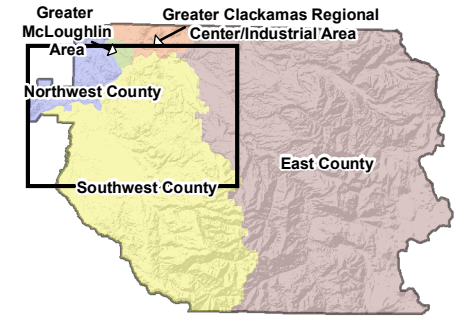 Greater
McLoughlin
Area
Greater Clackamas Regional
Center/Industrial Area
Northwest County
East County
Southwest County